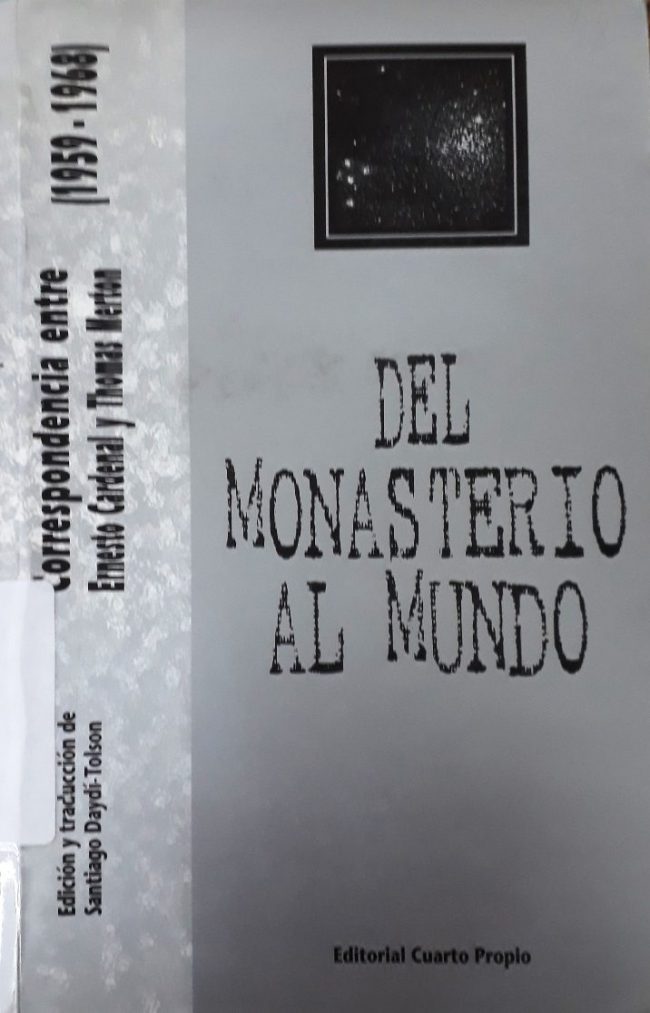 DEL
MONASTERIO
AL MUNDO
Correspondencia entre (1959 - 1968)
Ernesto Cardenal y Thomas Merton
Edición y traducción de
Santiago Daydí-Tolson
Editorial Cuarto Propio